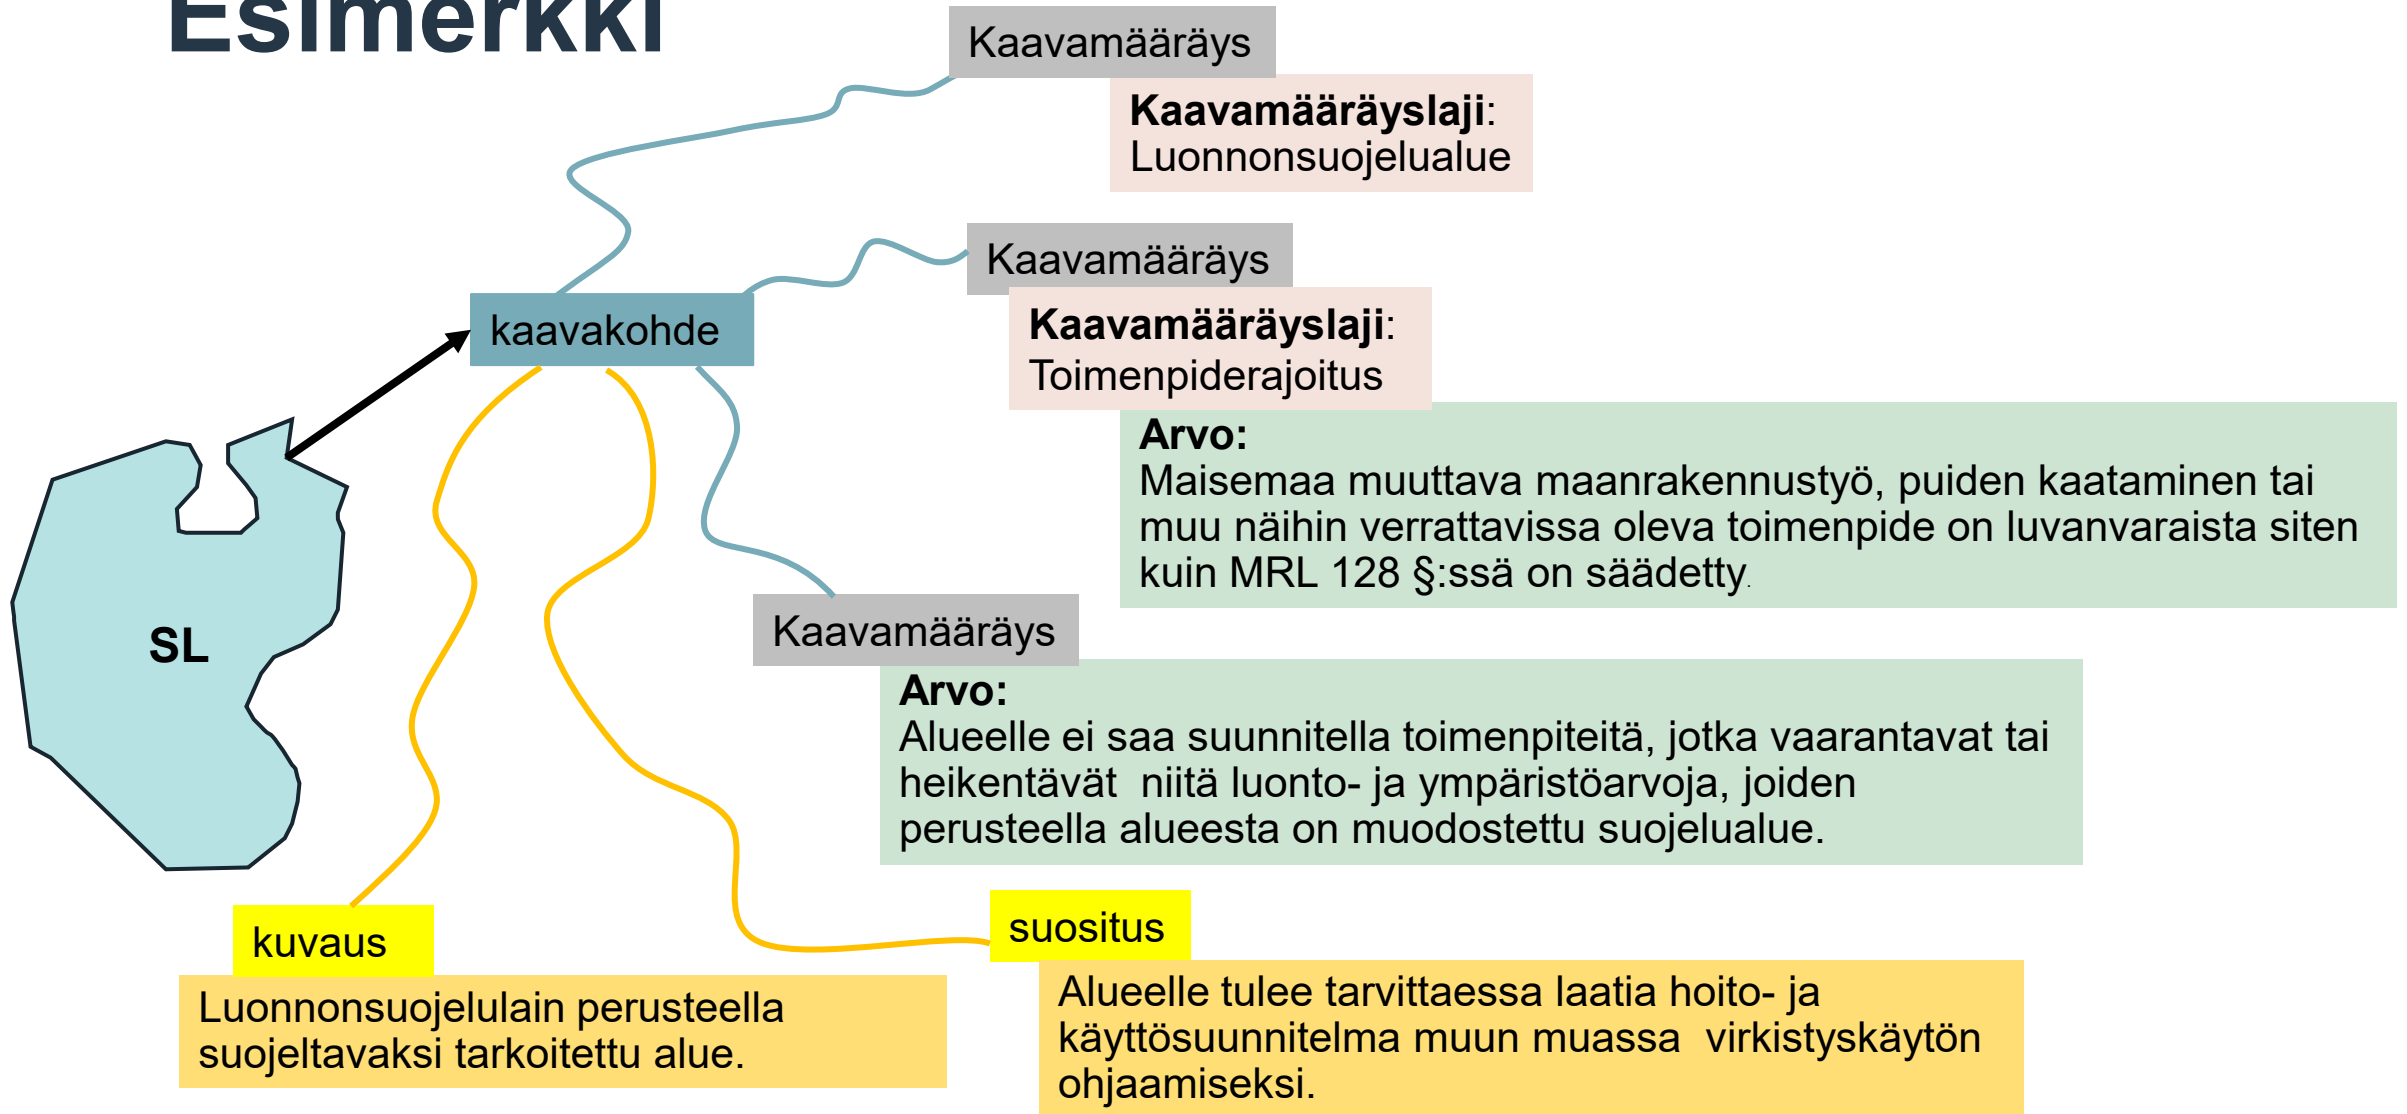 Esimerkki
Kaavamääräys
Kaavamääräyslaji:
Luonnonsuojelualue
Kaavamääräys
Kaavamääräyslaji:
Toimenpiderajoitus
Arvo:
Maisemaa muuttava maanrakennustyö, puiden kaataminen tai
muu näihin verrattavissa oleva toimenpide on luvanvaraista siten
kuin MRL 128 §:ssä on säädetty.
kaavakohde
SL
Kaavamääräys
Arvo:
Alueelle ei saa suunnitella toimenpiteitä, jotka vaarantavat tai
heikentävät  niitä luonto- ja ympäristöarvoja, joiden
perusteella alueesta on muodostettu suojelualue.
kuvaus
Luonnonsuojelulain perusteella
suojeltavaksi tarkoitettu alue.
suositus
Alueelle tulee tarvittaessa laatia hoito- ja
käyttösuunnitelma muun muassa  virkistyskäytön
ohjaamiseksi.